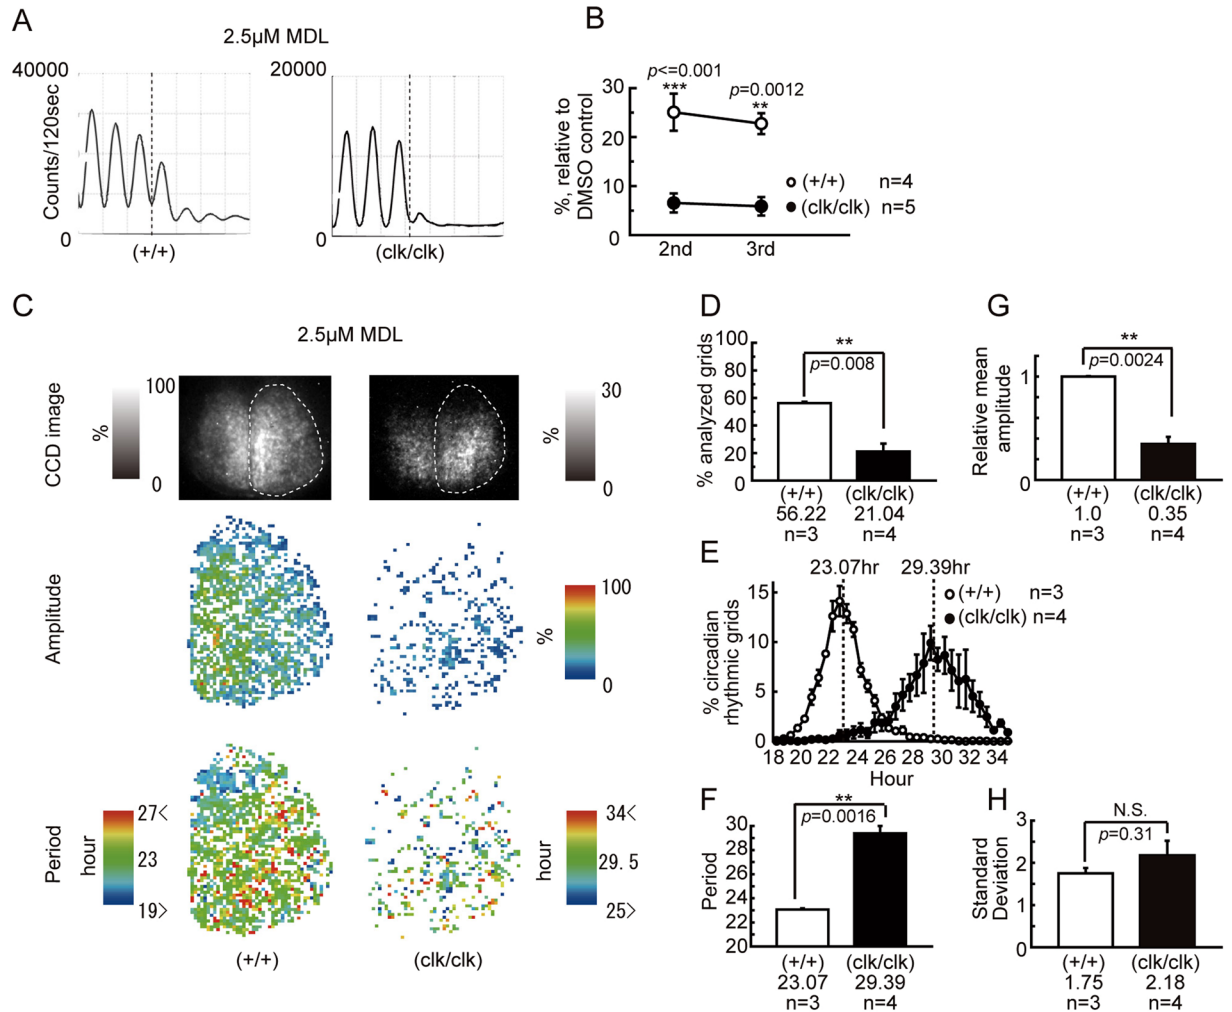 A
2.5µM MDL
40000
Counts/120sec
0
(+/+)
20000
0
(clk/clk)
B
%, relative to
DMSO control
30
20
10
0
p<=0.001
***
p=0.0012
**
(+/+) n=4
(clk/clk) n=5
2nd
3rd
C
2.5µM MDL
CCD image
%
100
0
%
30
0
Amplitude
%
100
0
Period
hour
27<
23
19>
hour
34<
29.5
25>
(+/+)
(clk/clk)
D
% analyzed grids
100
80
60
40
20
0
**
p=0.008
(+/+)
56.22
n=3
(clk/clk)
21.04
n=4
G
Relative mean
amplitude
1
0
**
p=0.0024
(+/+)
1.0
n=3
(clk/clk)
0.35
n=4
E
% circadian
rhythmic grids
15
10
5
0
23.07hr
29.39hr
(+/+) n=3
(clk/clk) n=4
18 20 22 24 26 28 30 32 34
Hour
F
Period
30
28
26
24
22
20
**
p=0.0016
(+/+)
23.07
n=3
(clk/clk)
29.39
n=4
H
Standard
Deviation
3
2
1
0
N.S.
p=0.31
(+/+)
1.75
n=3
(clk/clk)
2.18
n=4